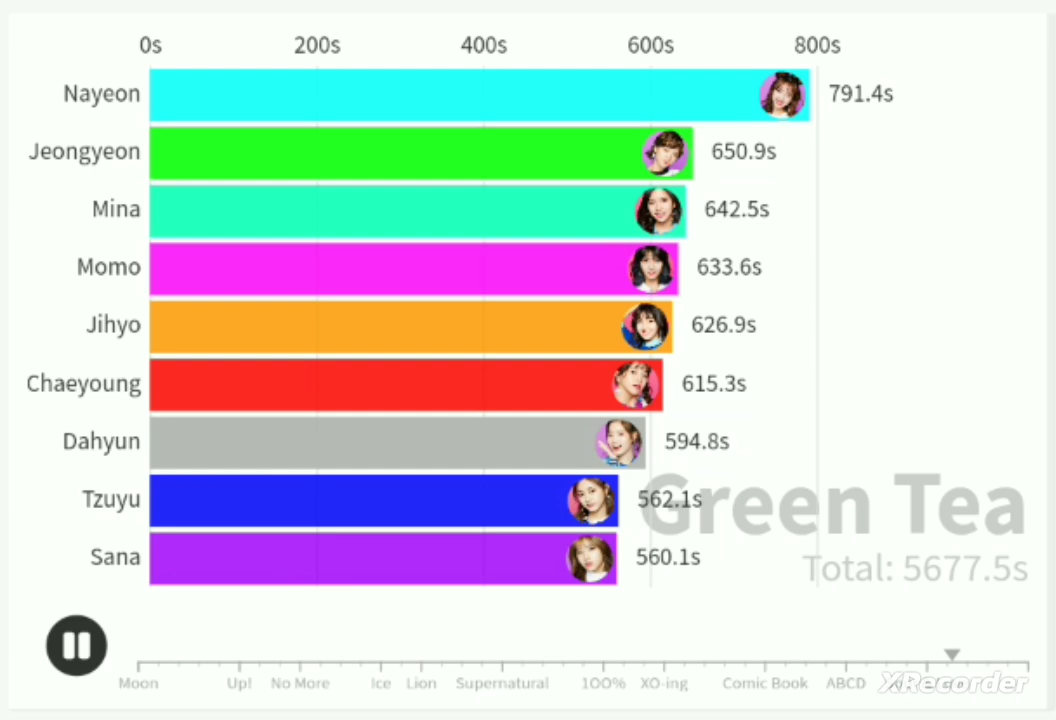 0s 200s 400s 600s 800s
Nayeon 791.4s
Jeongyeon 650.9s
Mina 642.5s
Momo 633.6s
Jihyo 626.9s
Chaeyoung 615.3s
Dahyun 594.8s
Tzuyu 562.1s
Green Tea
Sana 560.1s
Total: 5677.5s
Moon Up! No More Ice Lion Supernatural 100% XO-ing Comic Book ABCD
XRecorder